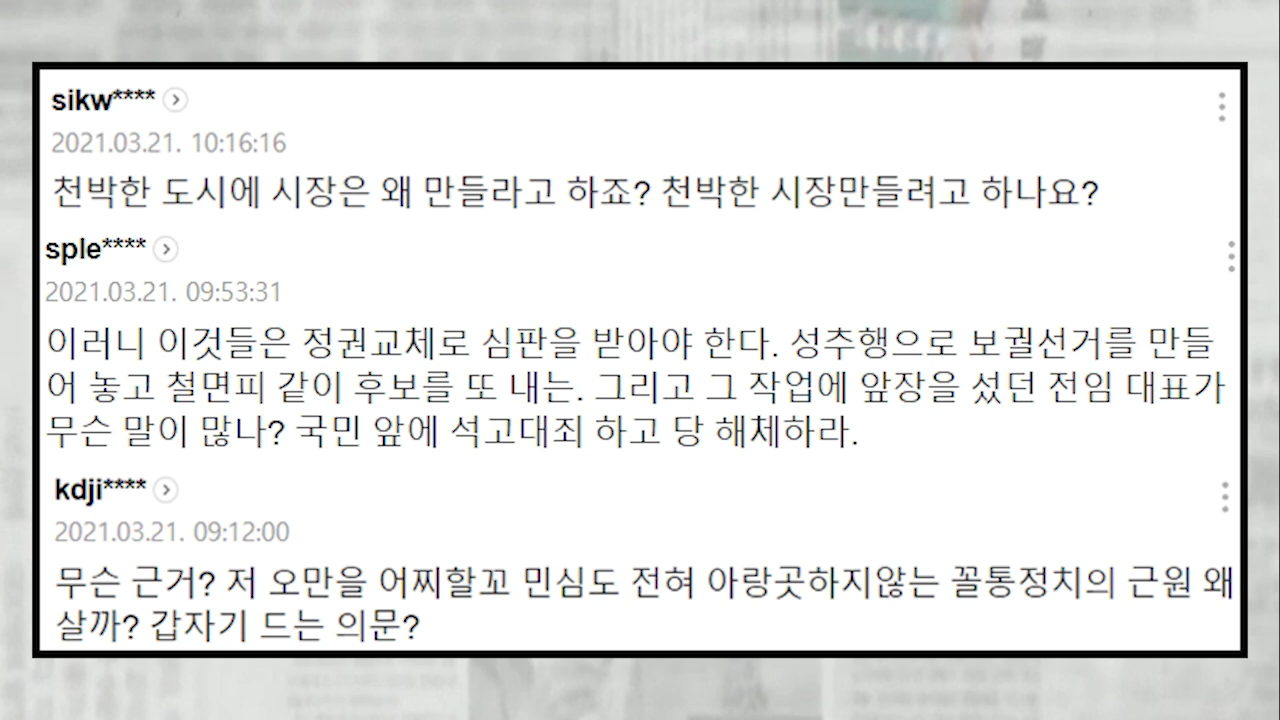 sikw****
2021.03.21. 10:16:16
천박한 도시에 시장은 왜 만들라고 하죠? 천박한 시장만들려고 하나요?
sple****
2021.03.21. 09:53:31
이러니 이것들은 정권교체로 심판을 받아야 한다. 성추행으로 보궐선거를 만들
어 놓고 철면피 같이 후보를 또 내는. 그리고 그 작업에 앞장을 섰던 전임 대표가
무슨 말이 많나? 국민 앞에 석고대죄 하고 당 해체하라.
kdji****
2021.03.21. 09:12:00
무슨 근거? 저 오만을 어찌할꼬 민심도 전혀 아랑곳하지않는 꼴통정치의 근원 왜
살까? 갑자기 드는 의문?